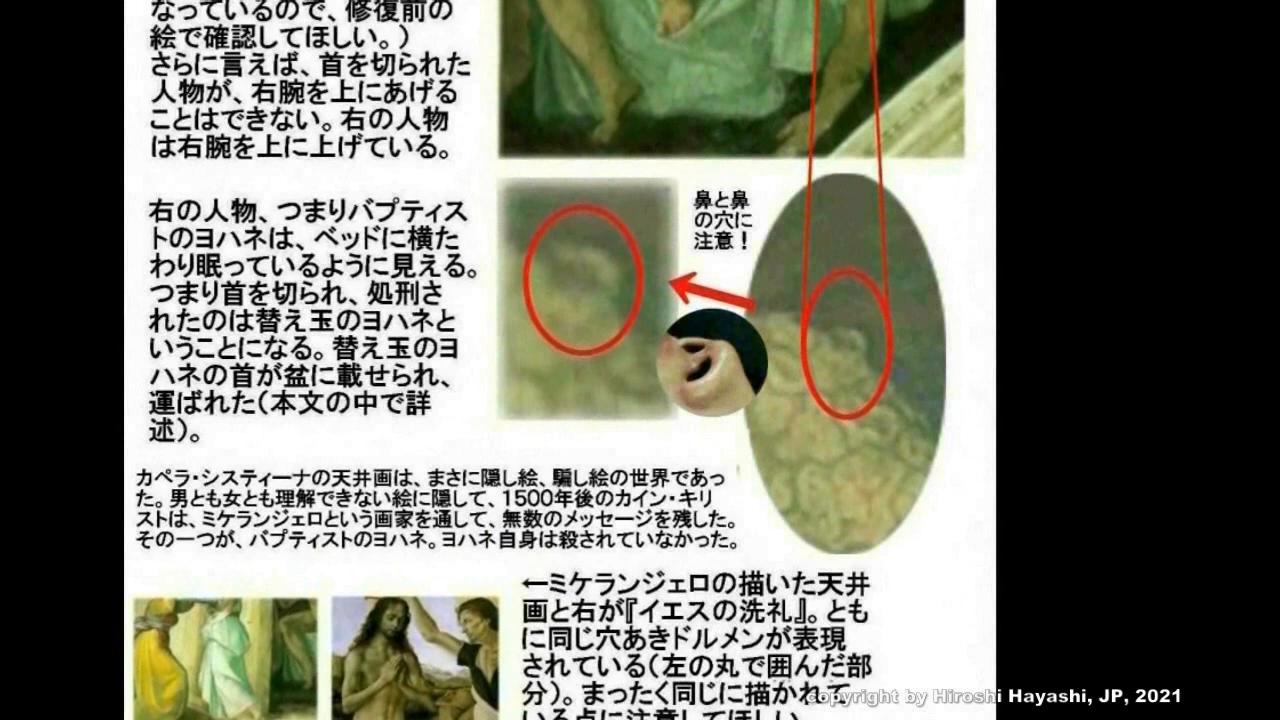 なっているので、修復前の
絵で確認してほしい。）
さらに言えば、首を切られた
人物が、右腕を上にあげる
ことはできない。右の人物
は右腕を上に上げている。
右の人物、つまりバプティス
トのヨハネは、ベッドに横た
わり眠っているように見える。
つまり首を切られ、処刑さ
れたのは替え玉のヨハネと
いうことになる。替え玉のヨ
ハネの首が盆に載せられ、
運ばれた（本文の中で詳
述）。
鼻と鼻
の穴に
注意！
カペラ・システィーナの天井画は、まさに隠し絵、騙し絵の世界であっ
た。男とも女とも理解できない絵に隠して、1500年後のカイン・キリ
ストは、ミケランジェロという画家を通して、無数のメッセージを残した。
その一つが、バプティストのヨハネ。ヨハネ自身は殺されていなかった。
←ミケランジェロの描いた天井
画と右が『イエスの洗礼』。とも
に同じ穴あきドルメンが表現
されている（左の丸で囲んだ部
分）。まったく同じに描かれて
いる点に注意してほしい。
copyright by Hiroshi Hayashi, JP, 2021